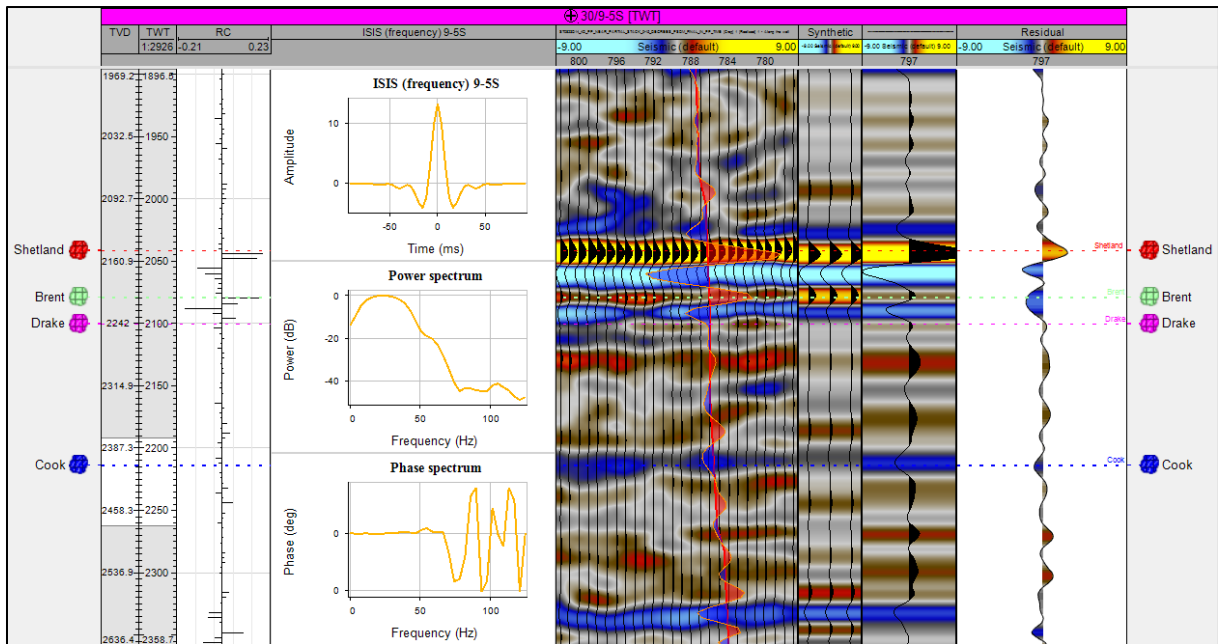 30/9-5S [TWT]
TVD TWT RC ISIS (frequency) 9-5S Synthetic Residual
1:2926 -0.21 0.23 -9.00 Seismic (default) 9.00 -9.00 Seismic (default) 9.00
800 796 792 788 784 780 797 797
ISIS (frequency) 9-5S
Amplitude
10
0
-50 0 50
Time (ms)
Power spectrum
Power (dB)
0
-20
-40
0 50 100
Frequency (Hz)
Phase spectrum
Phase (deg)
0
0
0 50 100
Frequency (Hz)
1969.2 1896.5
2032.5 1950
2092.7 2000
Shetland Shetland Shetland
2160.9 2050
Brent Brent Brent
Drake 2242 2100 Drake Drake
2314.9 2150
2387.3 2200
Cook Cook Cook
2458.3 2250
2536.9 2300
2636.4 2358.7